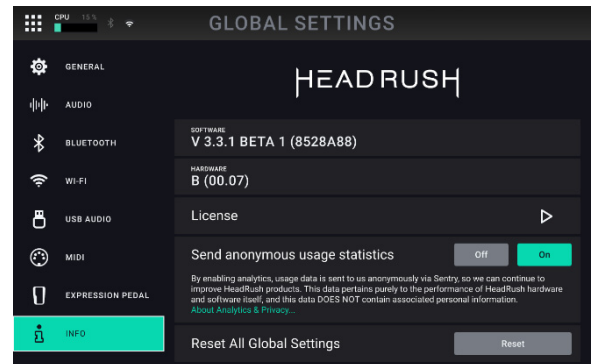 CPU 15%
GLOBAL SETTINGS
GENERAL
AUDIO
BLUETOOTH
WI-FI
USB AUDIO
MIDI
EXPRESSION PEDAL
INFO
HEADRUSH
SOFTWARE
V 3.3.1 BETA 1 (8528A88)
HARDWARE
B (00.07)
License
Send anonymous usage statistics
Off
On
By enabling analytics, usage data is sent to us anonymously via Sentry, so we can continue to
improve HeadRush products. This data pertains purely to the performance of HeadRush hardware
and software itself, and this data DOES NOT contain associated personal information.
About Analytics & Privacy...
Reset All Global Settings
Reset